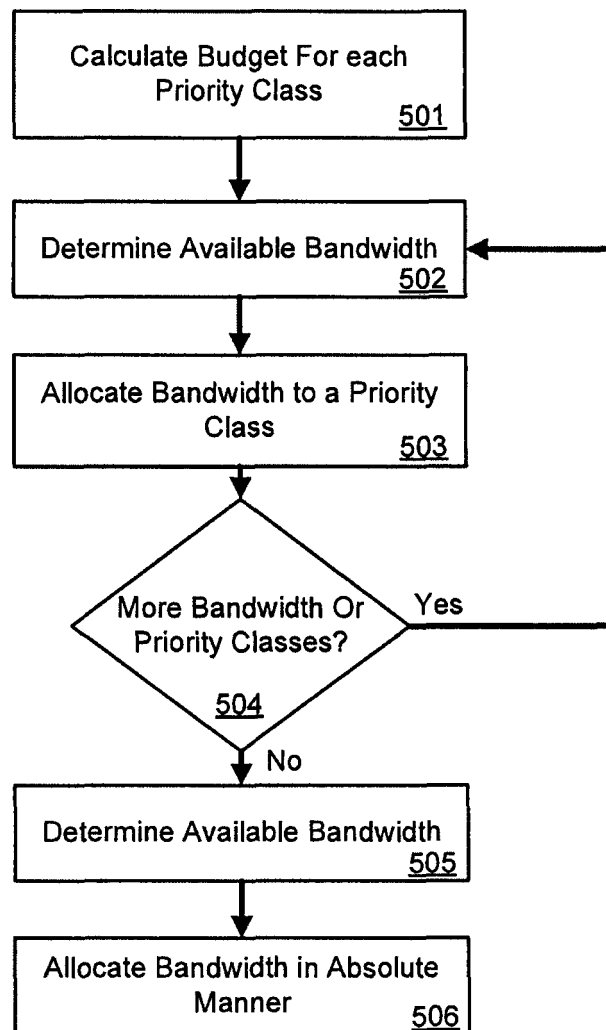 Calculate Budget For each
Priority Class
501
Determine Available Bandwidth
502
Allocate Bandwidth to a Priority
Class
503
More Bandwidth Or
Priority Classes?
504
Yes
No
Determine Available Bandwidth
505
Allocate Bandwidth in Absolute
Manner
506